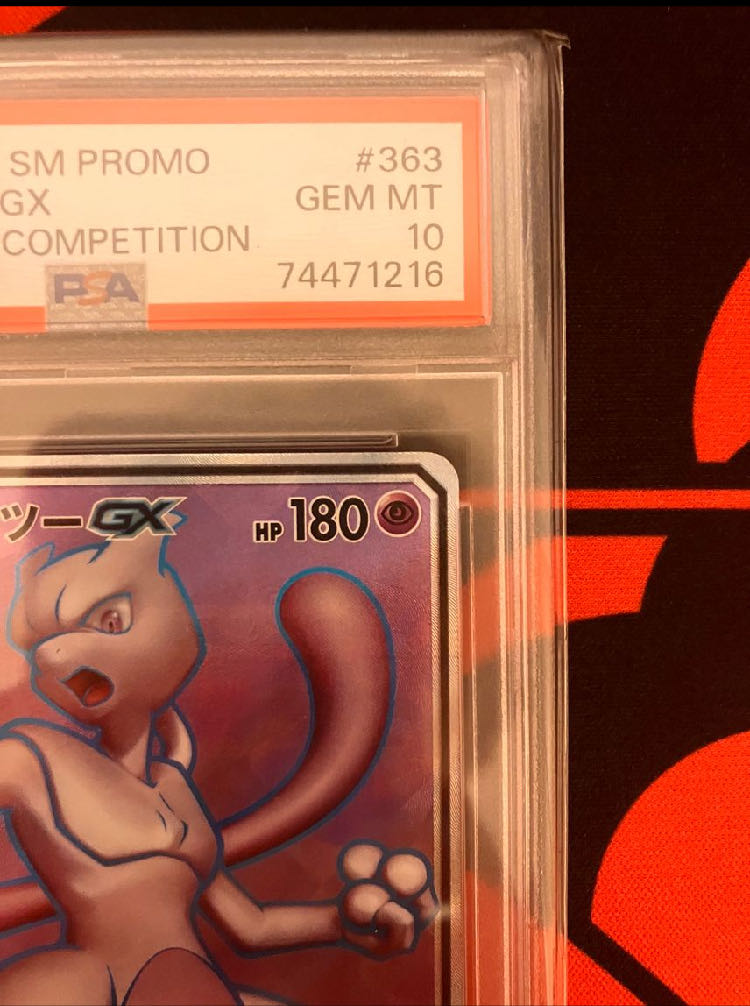 SM PROMO #363
GX GEM MT
COMPETITION 10
PSA 74471216
ツーGX HP 180